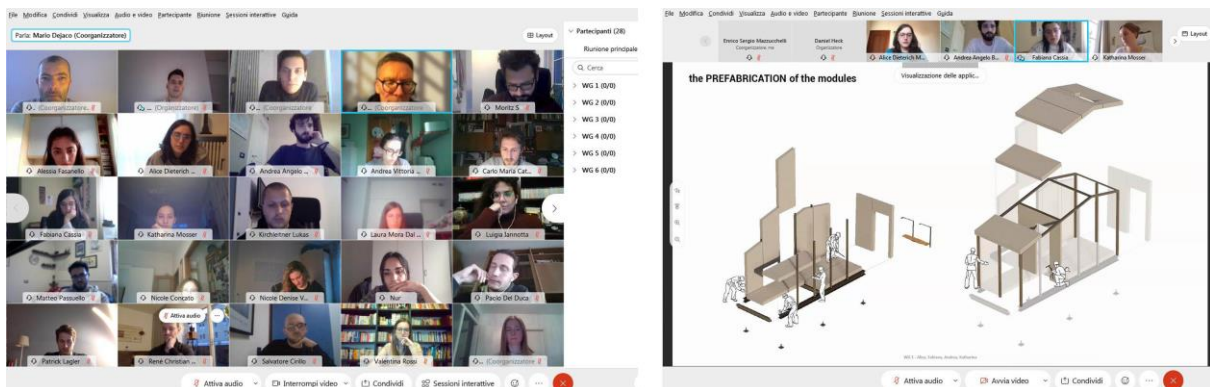 File Modifica Condividi Visualizza Audio e video Partecipante Riunione Sessioni interattive Guida
Parla: Mario Dejaco (Coorganizzatore)
Layout
Partecipanti (28)
Riunione principale
Cerca
WG 1 (0/0)
WG 2 (0/0)
WG 3 (0/0)
WG 4 (0/0)
WG 5 (0/0)
WG 6 (0/0)
... (Coorganizzatore...
... (Organizzatore)
... (Coorganizzatore
... (Coorganizzatore
Moritz S
Alessia Fasanello
Alice Dieterich ...
Andrea Angelo ...
Andrea Vittoria ...
Carlo Maria Cat...
Fabiana Cassia
Katharina Mosser
Kirchleitner Lukas
Laura Mora Dal ...
Luigia Iannotta
Matteo Passuello
Nicole Concato
Nicole Denise V...
Nur
Paolo Del Duca
Attiva audio
Patrick Lagler
René Christian ...
Salvatore Cirillo
Valentina Rossi
... (Coorganizzatore
Attiva audio
Interrompi video
Condividi
Sessioni interattive
File Modifica Condividi Visualizza Audio e video Partecipante Riunione Sessioni interattive Guida
Enrico Sergio Mazzucchelli
Coorganizzatore, me
Daniel Heck
Organizzatore
Alice Dieterich M...
Andrea Angelo B...
Fabiana Cassia
Katharina Mosser
Layout
Visualizzazione delle applic...
the PREFABRICATION of the modules
Attiva audio
Avvia video
Condividi